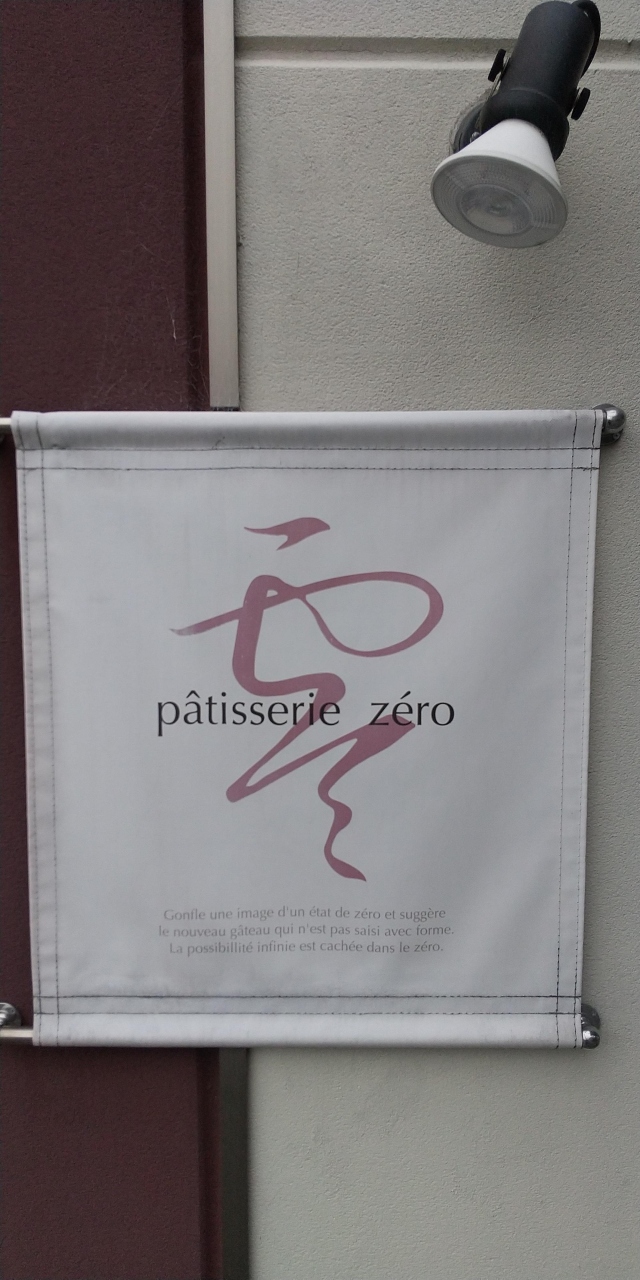 pâtisserie zéro
Gonfle une image d'un état de zéro et suggère
le nouveau gâteau qui n'est pas saisi avec forme.
La possibillité infinie est cachée dans le zéro.